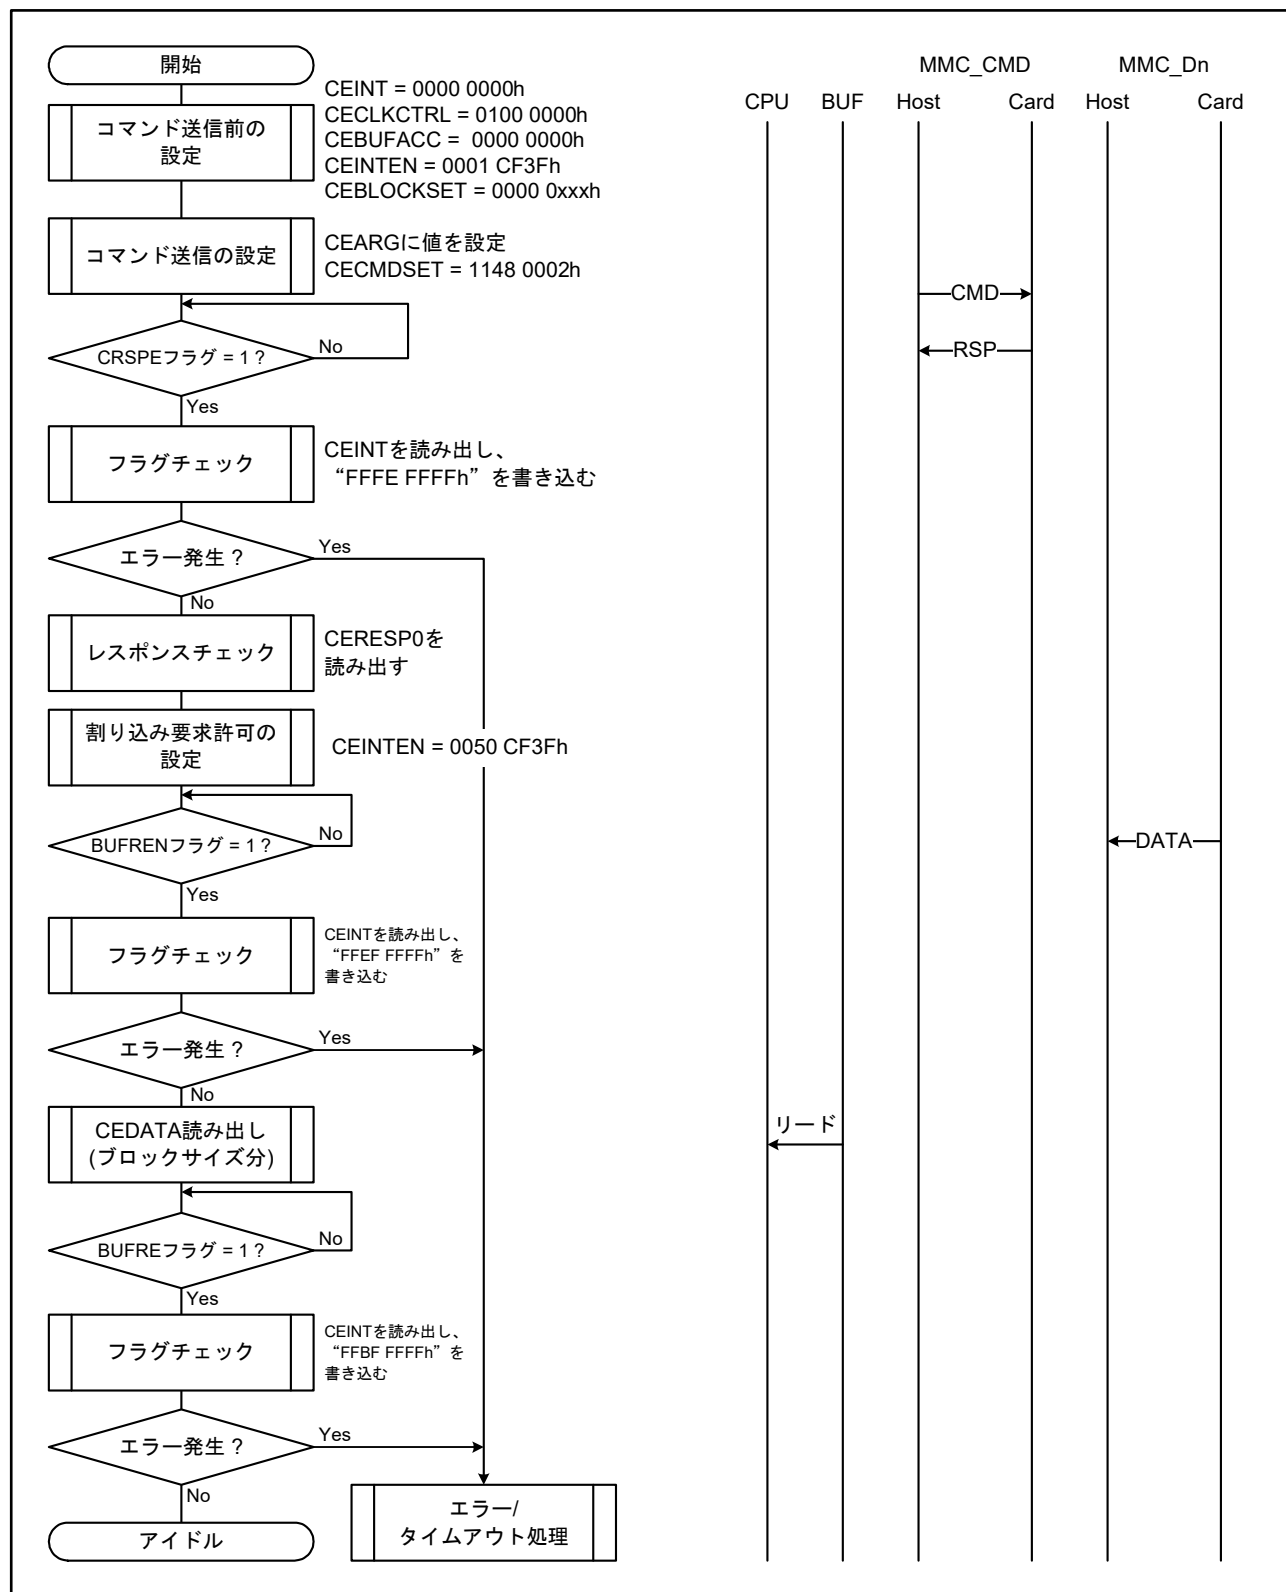 開始
CEINT = 0000 0000h
CECLKCTRL = 0100 0000h
CEBUFACC =  0000 0000h
CEINTEN = 0001 CF3Fh
CEBLOCKSET = 0000 0xxxh
コマンド送信前の
設定
コマンド送信の設定
CEARGに値を設定
CECMDSET = 1148 0002h
CRSPEフラグ = 1 ?
No
Yes
フラグチェック
CEINTを読み出し、
“FFFE FFFFh”を書き込む
エラー発生 ?
Yes
No
レスポンスチェック
CERESP0を
読み出す
割り込み要求許可の
設定
CEINTEN = 0050 CF3Fh
BUFRENフラグ = 1 ?
No
Yes
フラグチェック
CEINTを読み出し、
“FFEF FFFFh”を
書き込む
エラー発生 ?
Yes
No
CEDATA読み出し
(ブロックサイズ分)
BUFREフラグ = 1 ?
No
Yes
フラグチェック
CEINTを読み出し、
“FFBF FFFFh”を
書き込む
エラー発生 ?
Yes
No
アイドル
エラー/
タイムアウト処理
MMC_CMD
MMC_Dn
CPU
BUF
Host
Card
Host
Card
CMD
RSP
DATA
リード